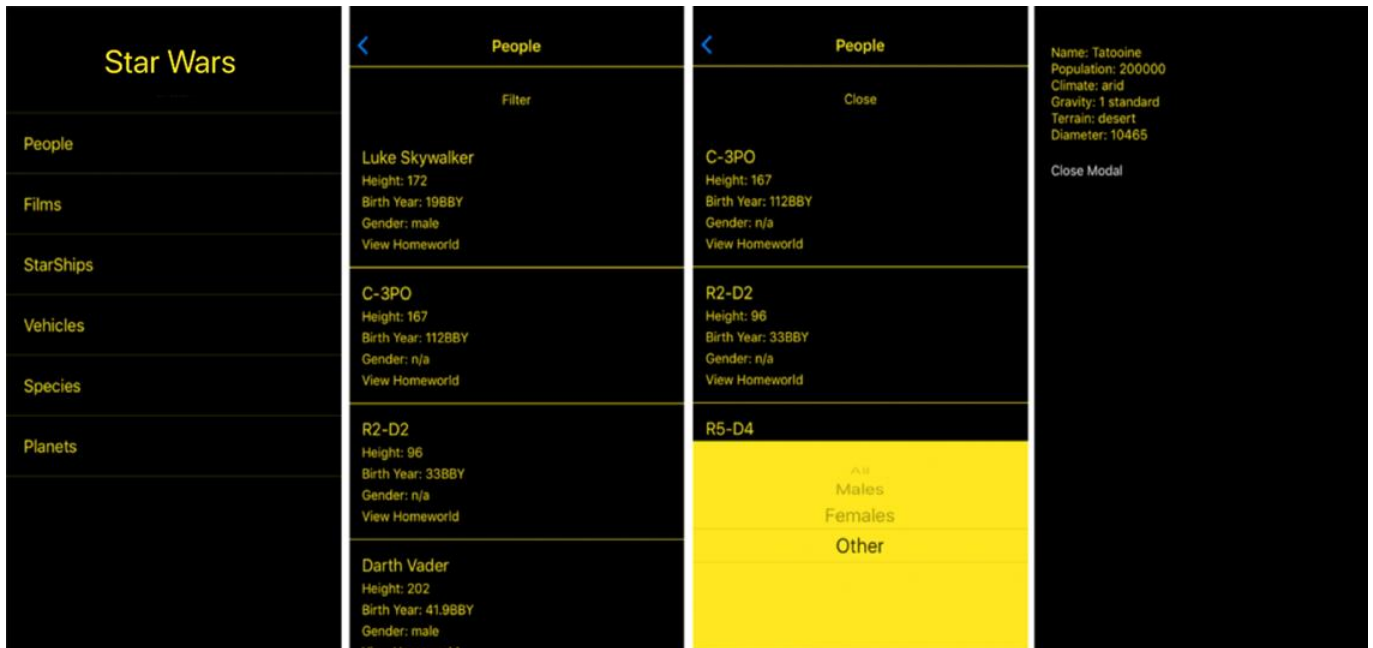 Star Wars
People
Films
StarShips
Vehicles
Species
Planets
People
Filter
Luke Skywalker
Height: 172
Birth Year: 19BBY
Gender: male
View Homeworld
C-3PO
Height: 167
Birth Year: 112BBY
Gender: n/a
View Homeworld
R2-D2
Height: 96
Birth Year: 33BBY
Gender: n/a
View Homeworld
Darth Vader
Height: 202
Birth Year: 41.9BBY
Gender: male
People
Close
C-3PO
Height: 167
Birth Year: 112BBY
Gender: n/a
View Homeworld
R2-D2
Height: 96
Birth Year: 33BBY
Gender: n/a
View Homeworld
R5-D4
All
Males
Females
Other
Name: Tatooine
Population: 200000
Climate: arid
Gravity: 1 standard
Terrain: desert
Diameter: 10465
Close Modal